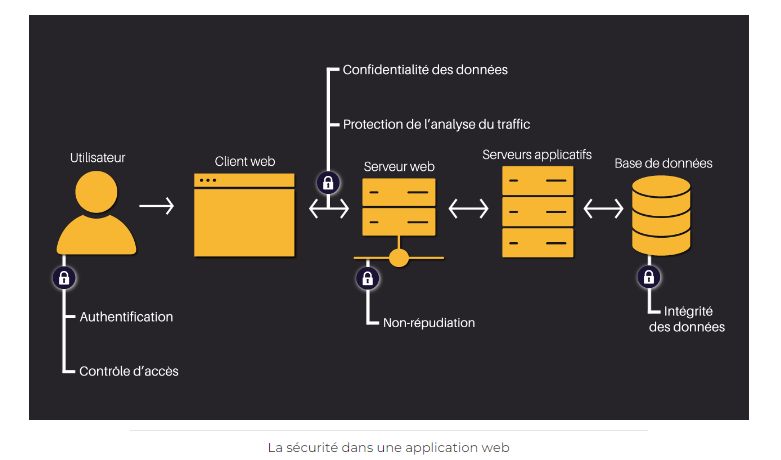 Confidentialité des données
Protection de l'analyse du traffic
Utilisateur
Client web
Serveur web
Serveurs applicatifs
Base de données
Authentification
Contrôle d'accès
Non-répudiation
Intégrité
des données
La sécurité dans une application web